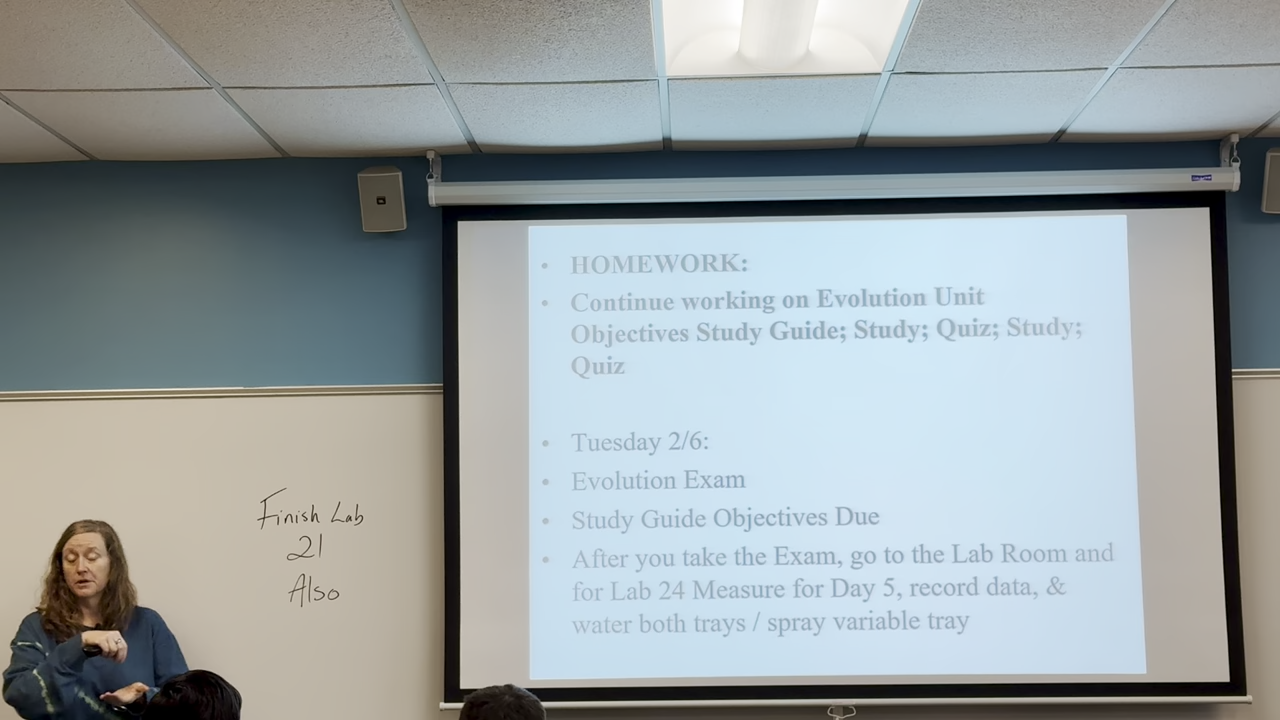 HOMEWORK:
Continue working on Evolution Unit
Objectives Study Guide; Study; Quiz; Study;
Quiz
Tuesday 2/6:
Evolution Exam
Study Guide Objectives Due
After you take the Exam, go to the Lab Room and
for Lab 24 Measure for Day 5, record data, &
water both trays / spray variable tray
Finish Lab
21
Also